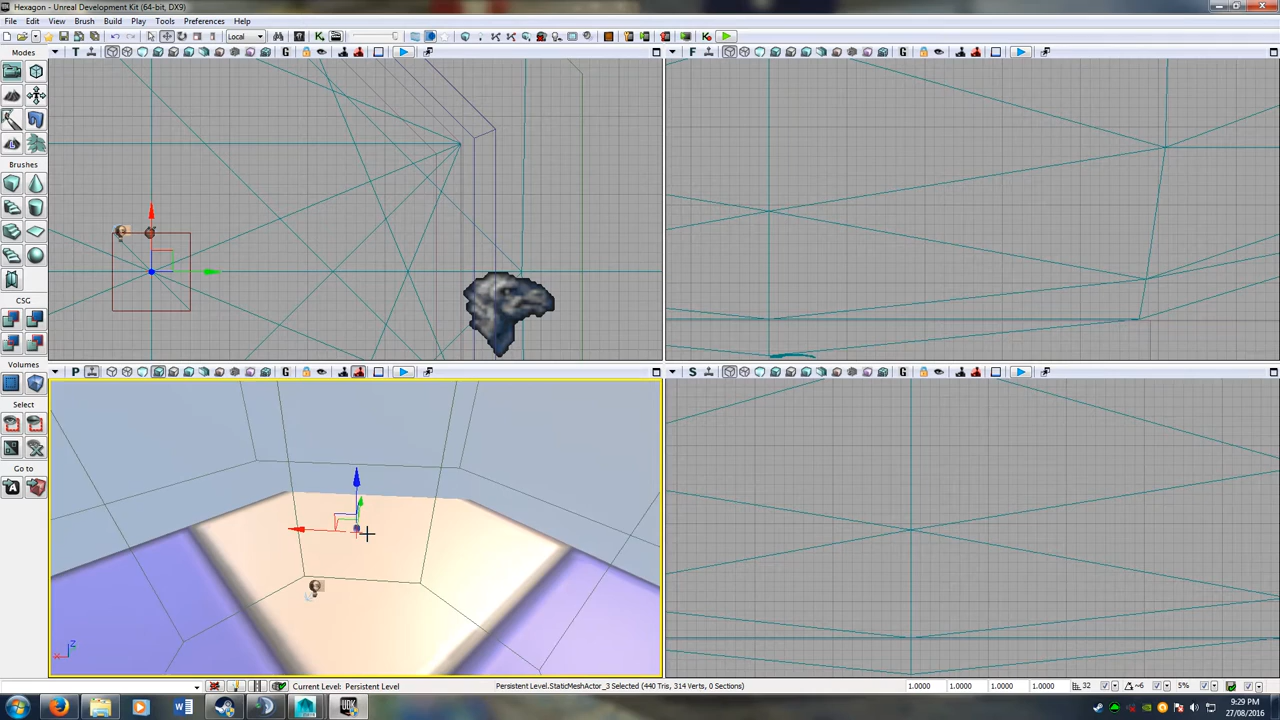 Hexagon - Unreal Development Kit (64-bit, DX9)
File Edit View Brush Build Play Tools Preferences Help
Local
Modes
T G
F G
Brushes
CSG
Volumes
P G
S G
Select
Go to
Z
X
Current Level: Persistent Level
Persistent Level.StaticMeshActor_3 Selected (440 Tris, 314 Verts, 0 Sections)
1.0000 1.0000 1.0000 1.0000 32 ~6 5%
9:29 PM
27/08/2016